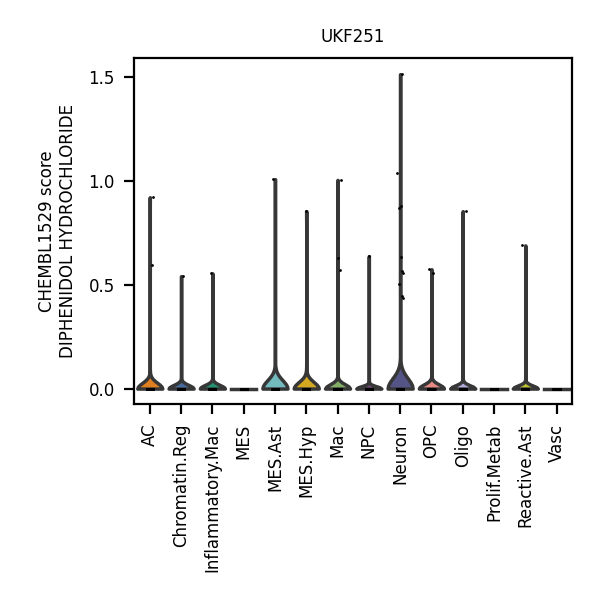 UKF251
CHEMBL1529 score
DIPHENIDOL HYDROCHLORIDE
1.5
1.0
0.5
0.0
AC
Chromatin.Reg
Inflammatory.Mac
MES
MES.Ast
MES.Hyp
Mac
NPC
Neuron
OPC
Oligo
Prolif.Metab
Reactive.Ast
Vasc